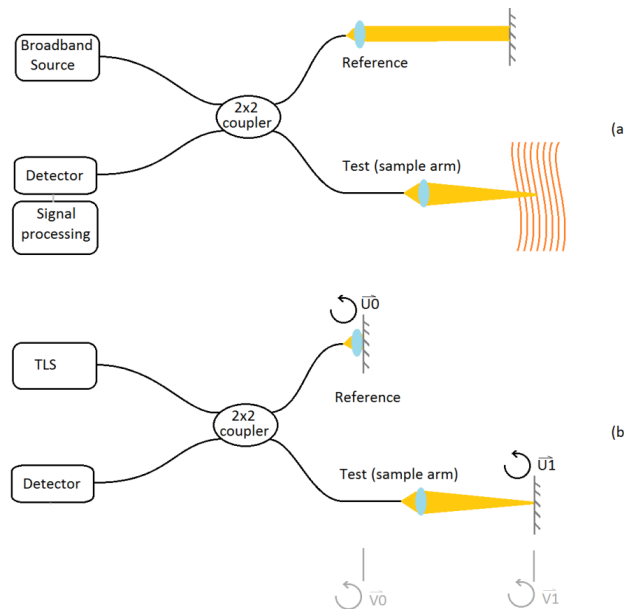 Broadband
Source
2x2
coupler
Reference
(a
Detector
Test (sample arm)
Signal
processing
U0
TLS
2x2
coupler
Reference
(b
Detector
Test (sample arm)
U1
V0
V1